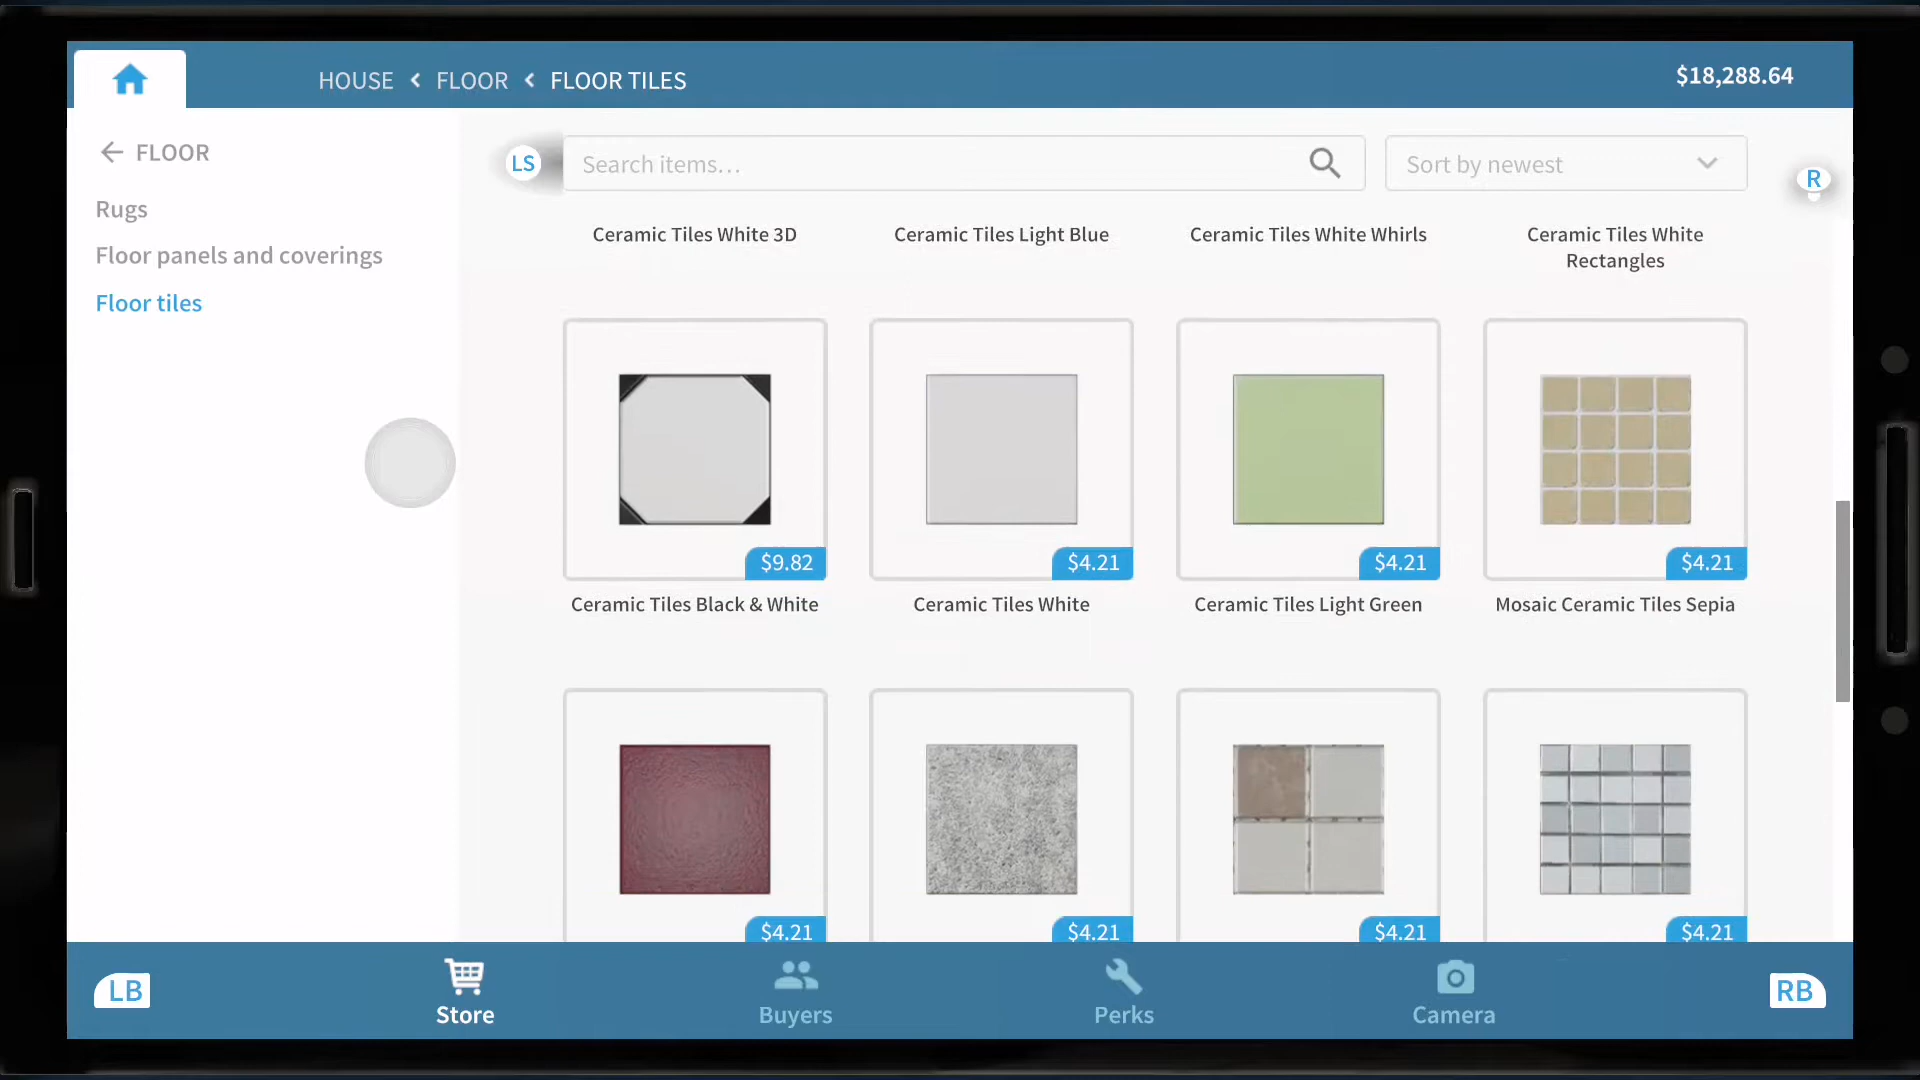 HOUSE FLOOR FLOOR TILES
$18,288.64
FLOOR
Rugs
Floor panels and coverings
Floor tiles
LS
Search items...
Sort by newest
R
Ceramic Tiles White 3D
Ceramic Tiles Light Blue
Ceramic Tiles White Whirls
Ceramic Tiles White
Rectangles
$9.82
$4.21
$4.21
$4.21
Ceramic Tiles Black & White
Ceramic Tiles White
Ceramic Tiles Light Green
Mosaic Ceramic Tiles Sepia
$4.21
$4.21
$4.21
$4.21
LB
Store
Buyers
Perks
Camera
RB